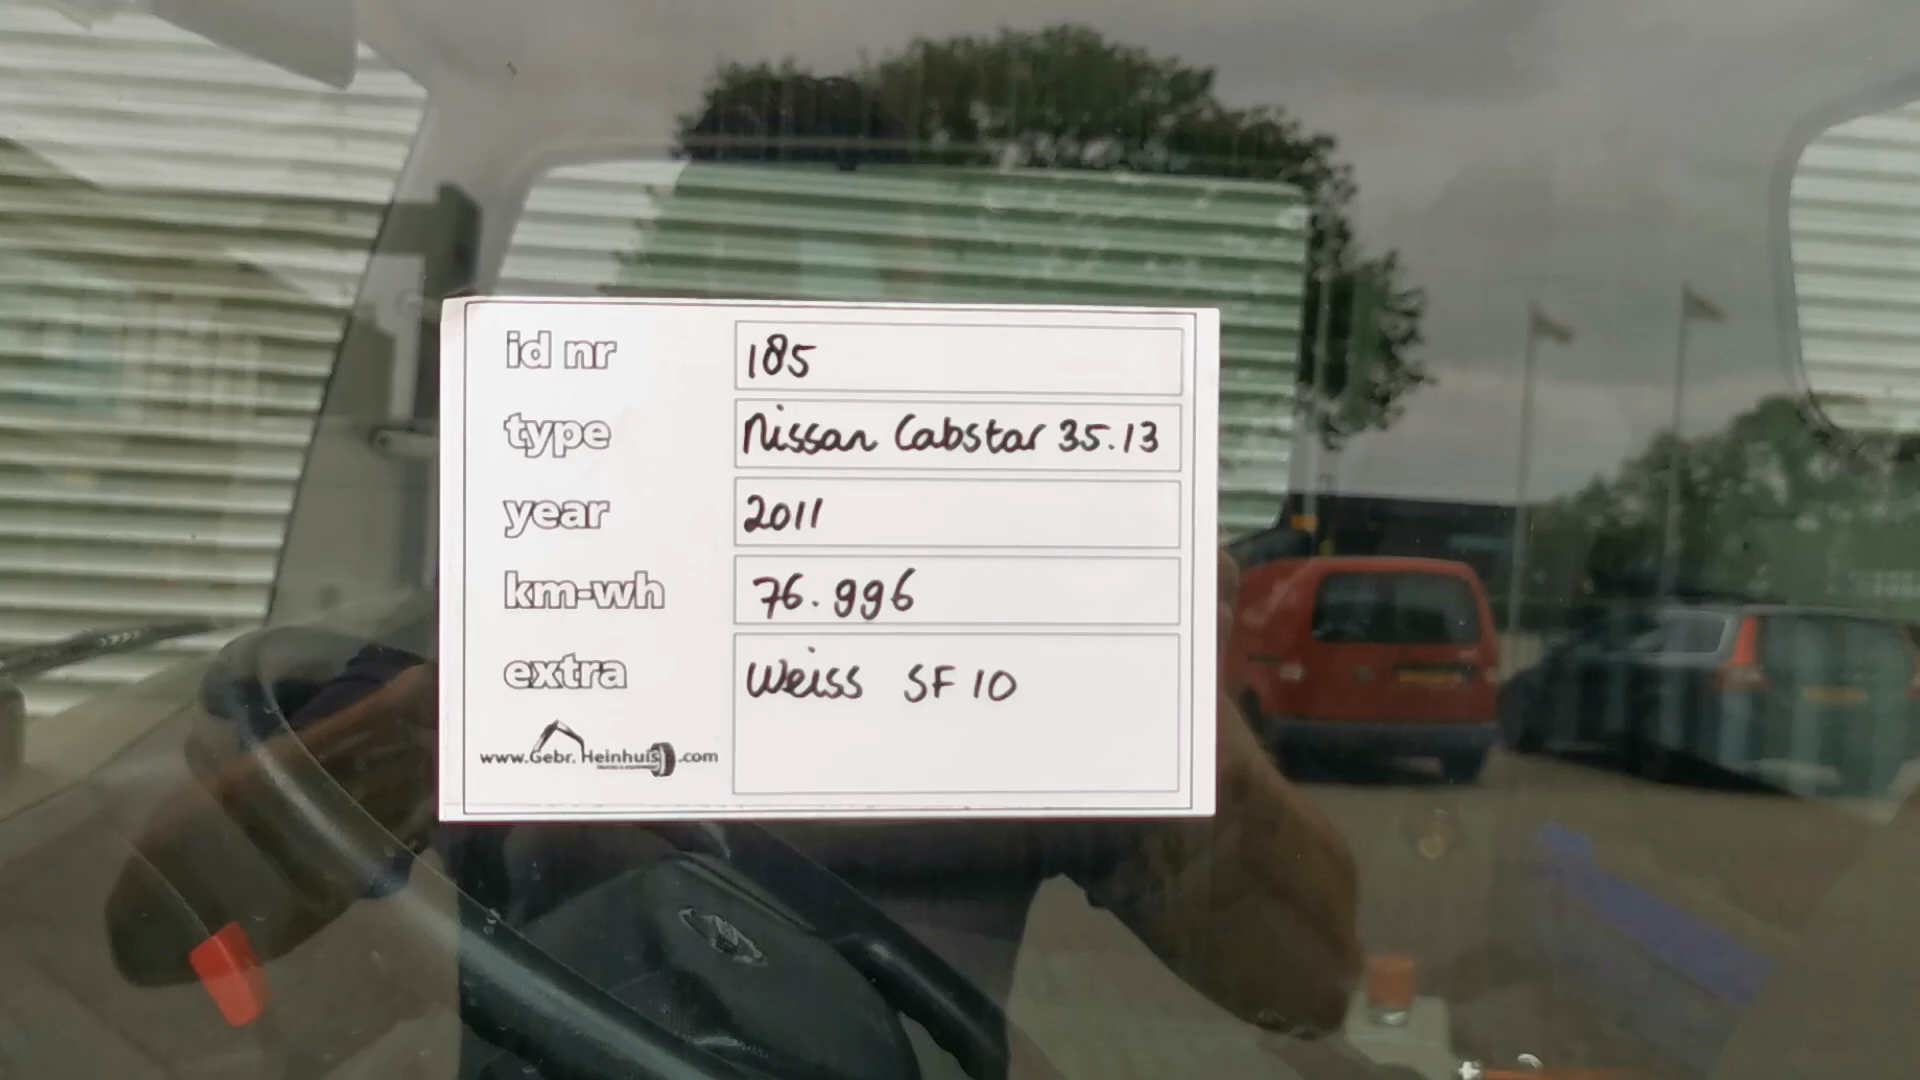 id nr 185
type Nissan Cabstar 35.13
year 2011
km-wh 76.996
extra Weiss SF 10
www.Gebr.Heinhuis.com